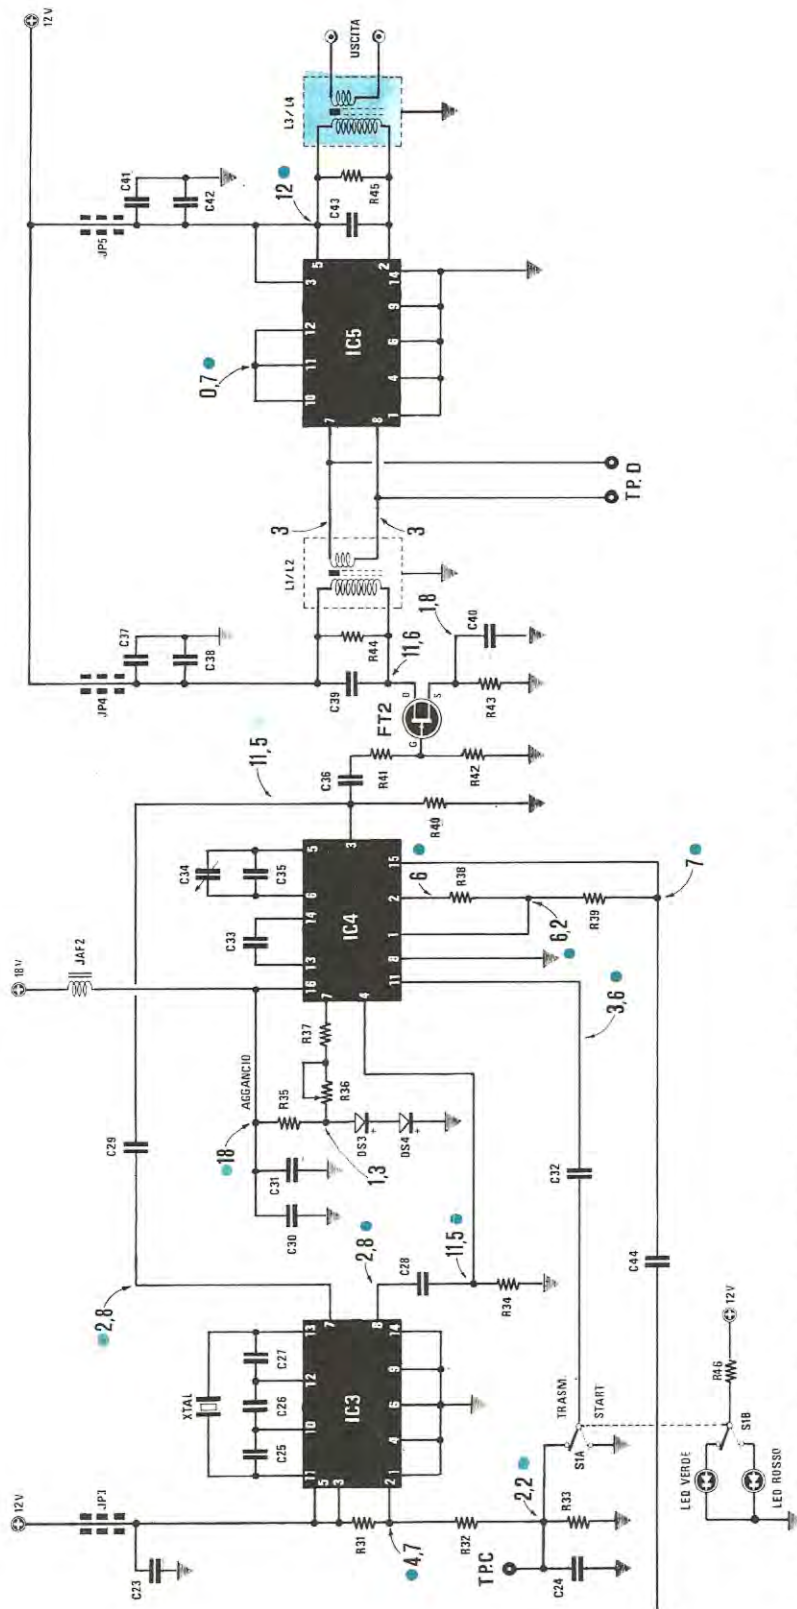 12V
JP3
C23
XTAL
C25
C26
C27
11
10
12
13
5
3
2
IC3
7
8
1
4
6
9
14
R31
4,7
R32
TP.C
2,2
C24
R33
2,8
2,8
C28
11,5
R34
TRASM.
START
S1A
S1B
R46
12V
LED VERDE
LED ROSSO
C29
18V
JAF2
18
AGGANCIO
C30
C31
R35
1,3
DS3
+
DS4
+
R36
R37
C32
3,6
C44
16
13
14
6
5
7
4
IC4
3
11
8
1
2
15
C33
C34
C35
6
R38
6,2
R39
7
11,5
R40
C36
R41
R42
FT2
G
D
S
11,6
1,8
R43
C40
JP4
C37
C38
C39
R44
L1/L2
3
3
TP.D
0,7
10
11
12
3
5
7
8
IC5
1
4
6
9
14
2
12V
JP5
C41
C42
12
C43
R45
L3/L4
USCITA